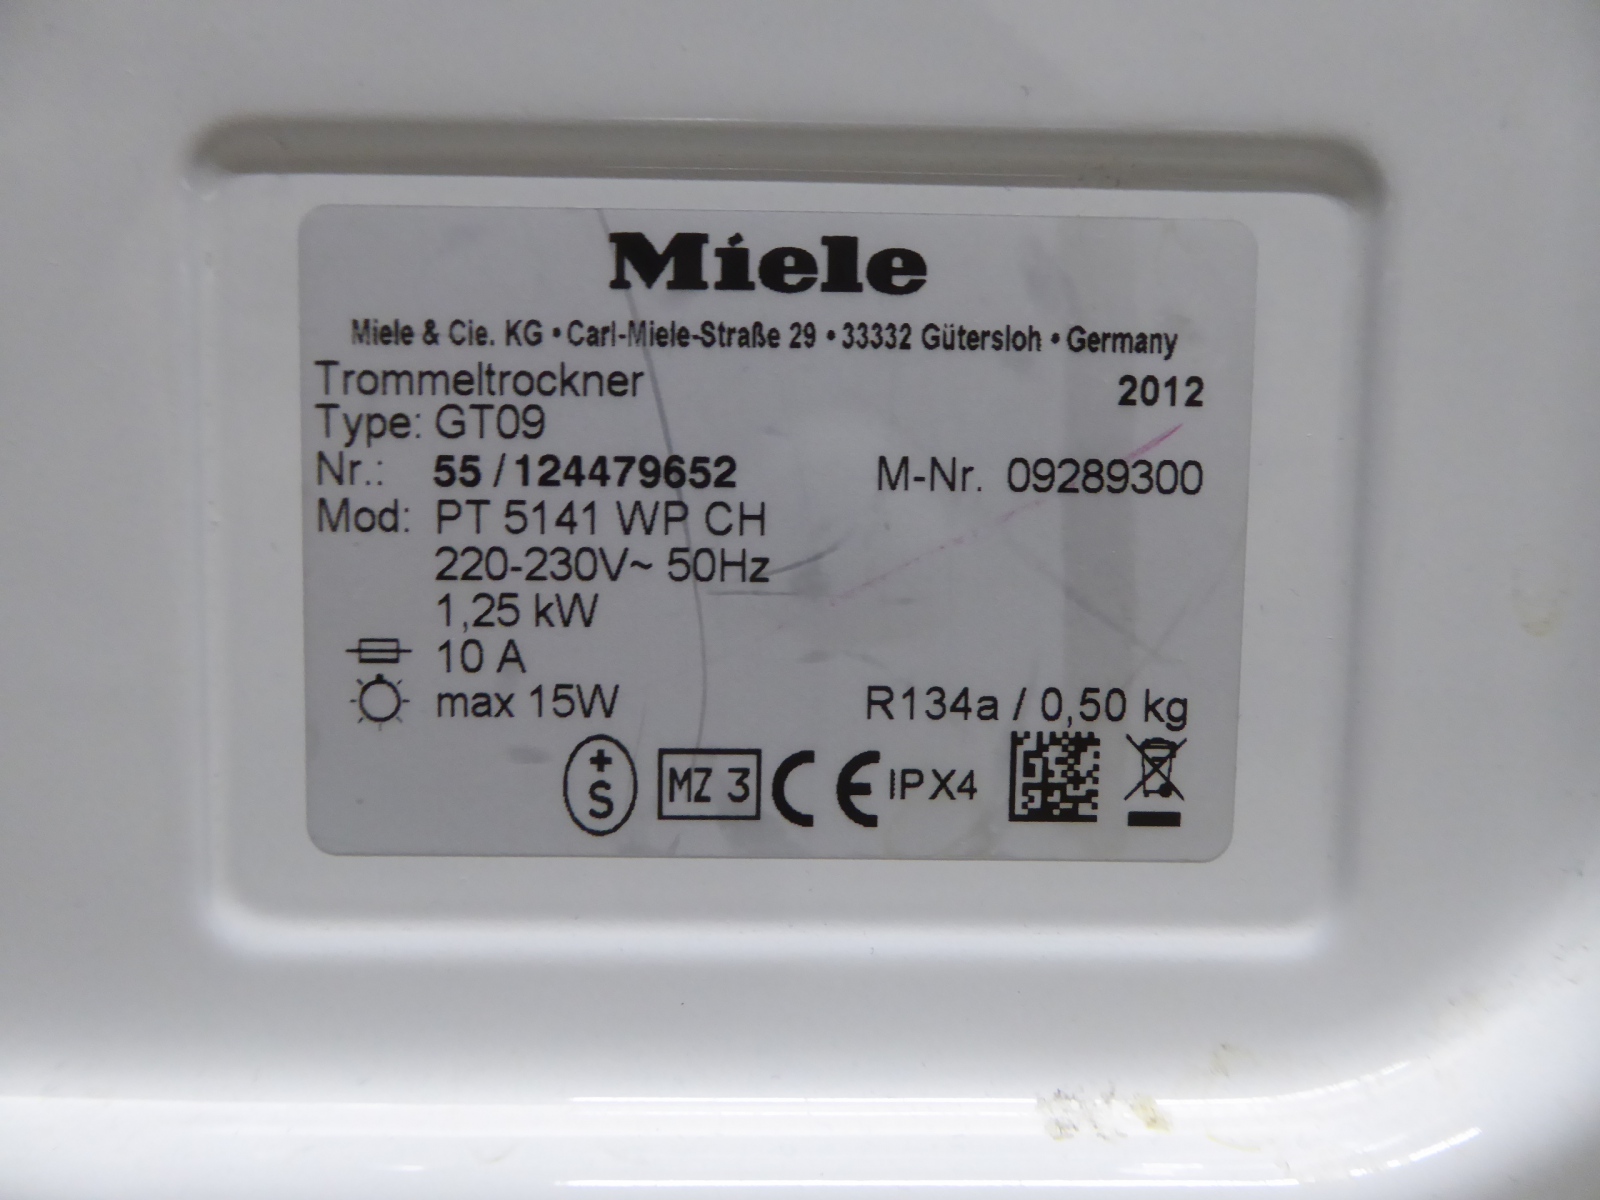 Miele
Miele & Cie. KG • Carl-Miele-Straße 29 • 33332 Gütersloh • Germany
Trommeltrockner 2012
Type: GT09
Nr.: 55 / 124479652 M-Nr. 09289300
Mod: PT 5141 WP CH
220-230V~ 50Hz
1,25 kW
10 A
max 15W R134a / 0,50 kg
+S MZ 3 CE IPX4